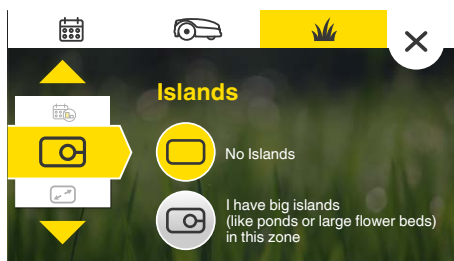 Islands
No Islands
I have big islands
(like ponds or large flower beds)
in this zone